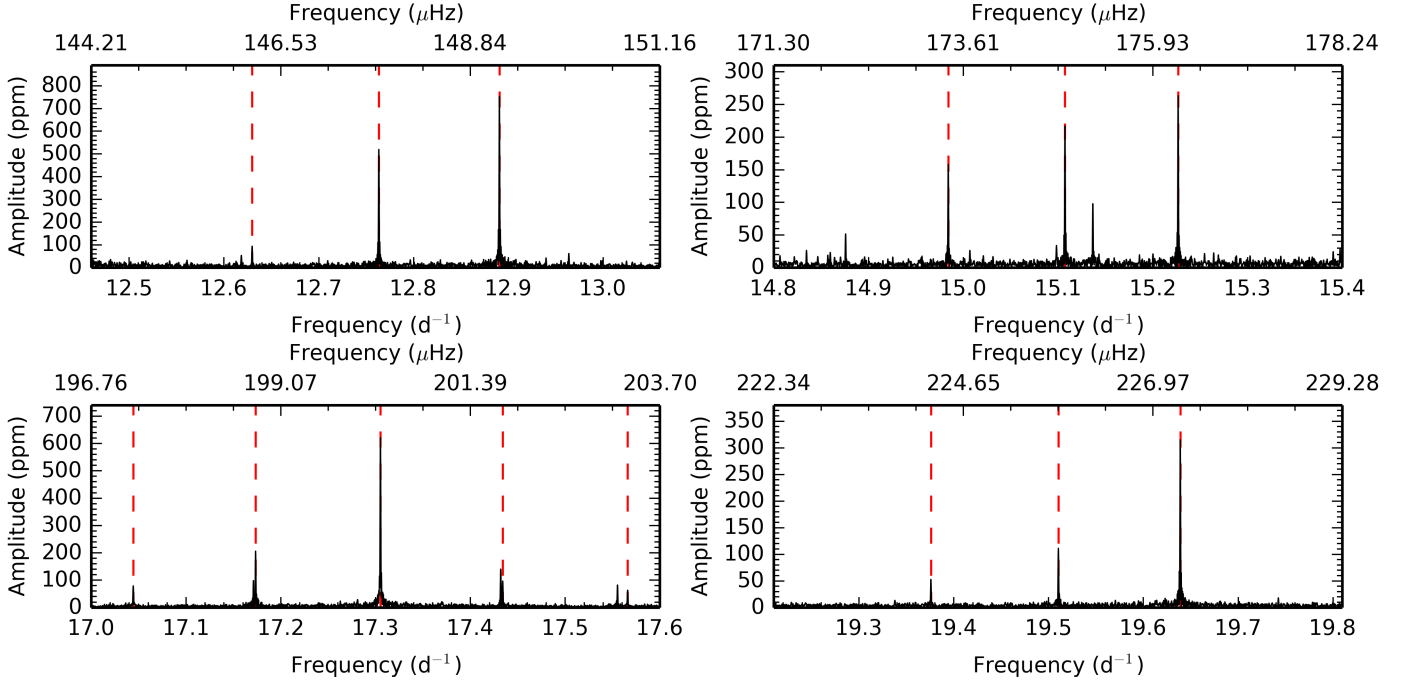 Frequency (μHz)
144.21 146.53 148.84 151.16
Amplitude (ppm)
800
700
600
500
400
300
200
100
0
12.5 12.6 12.7 12.8 12.9 13.0
Frequency (d⁻¹)
Frequency (μHz)
171.30 173.61 175.93 178.24
Amplitude (ppm)
300
250
200
150
100
50
0
14.8 14.9 15.0 15.1 15.2 15.3 15.4
Frequency (d⁻¹)
Frequency (μHz)
196.76 199.07 201.39 203.70
Amplitude (ppm)
700
600
500
400
300
200
100
0
17.0 17.1 17.2 17.3 17.4 17.5 17.6
Frequency (d⁻¹)
Frequency (μHz)
222.34 224.65 226.97 229.28
Amplitude (ppm)
350
300
250
200
150
100
50
0
19.3 19.4 19.5 19.6 19.7 19.8
Frequency (d⁻¹)